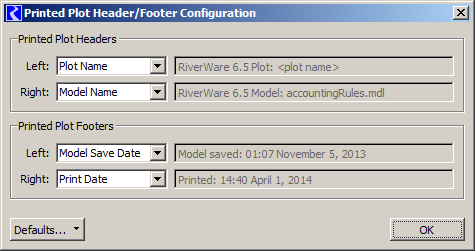 Printed Plot Header/Footer Configuration
Printed Plot Headers
Left: Plot Name RiverWare 6.5 Plot: <plot name>
Right: Model Name RiverWare 6.5 Model: accountingRules.mdl
Printed Plot Footers
Left: Model Save Date Model saved: 01:07 November 5, 2013
Right: Print Date Printed: 14:40 April 1, 2014
Defaults... OK